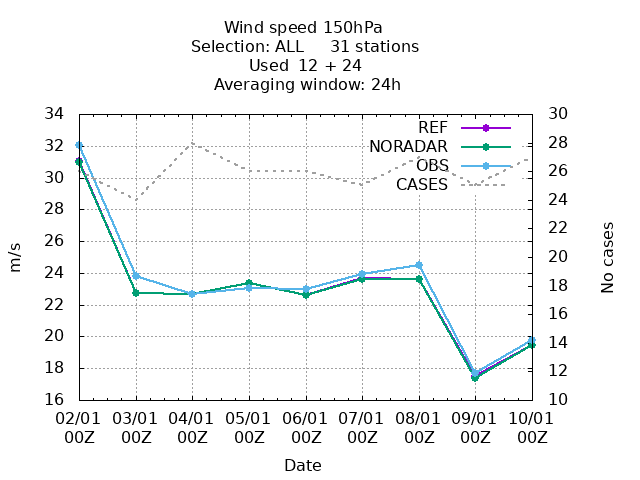 Wind speed 150hPa
Selection: ALL 31 stations
Used 12 + 24
Averaging window: 24h
34 30
32 28
30 26
28 24
26 22
24 20
22 18
20 16
18 14
16 12
10
REF
NORADAR
OBS
CASES
m/s
No cases
02/01 03/01 04/01 05/01 06/01 07/01 08/01 09/01 10/01
00Z 00Z 00Z 00Z 00Z 00Z 00Z 00Z 00Z
Date